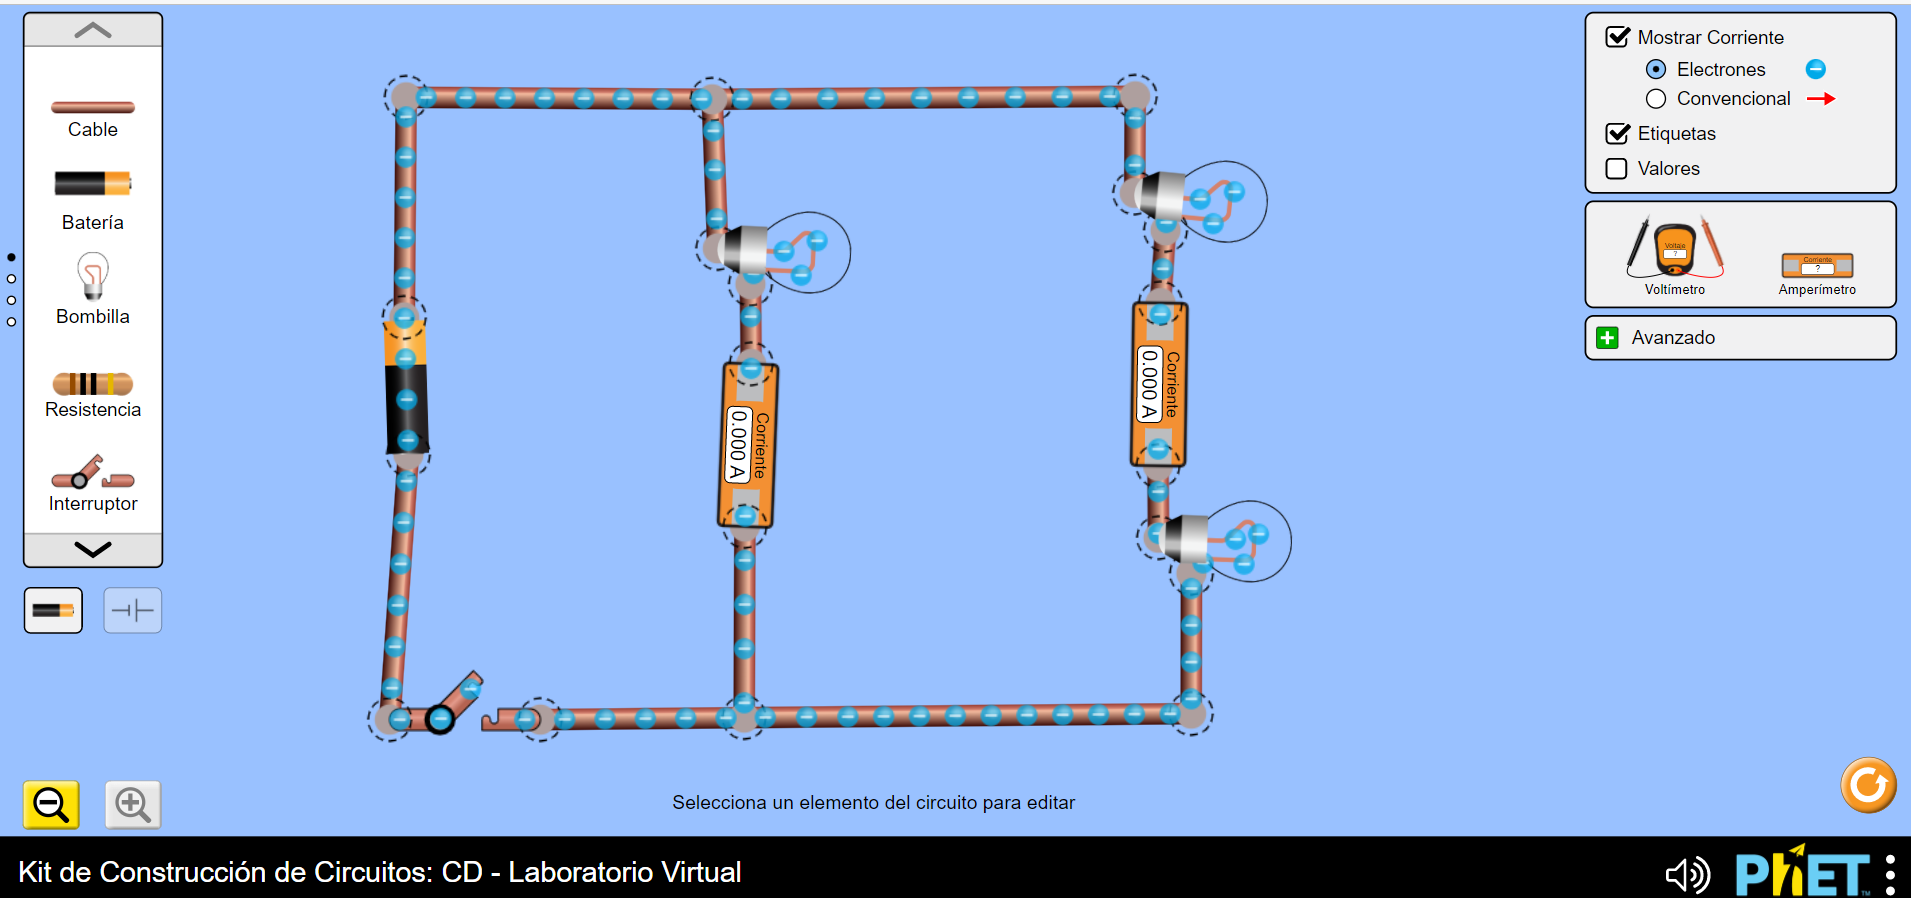 Cable
Batería
Bombilla
Resistencia
Interruptor
Corriente
0.000 A
Corriente
0.000 A
Mostrar Corriente
Electrones
Convencional
Etiquetas
Valores
Voltaje
?
Voltímetro
Corriente
?
Amperímetro
Avanzado
Selecciona un elemento del circuito para editar
Kit de Construcción de Circuitos: CD - Laboratorio Virtual
PhET
TM